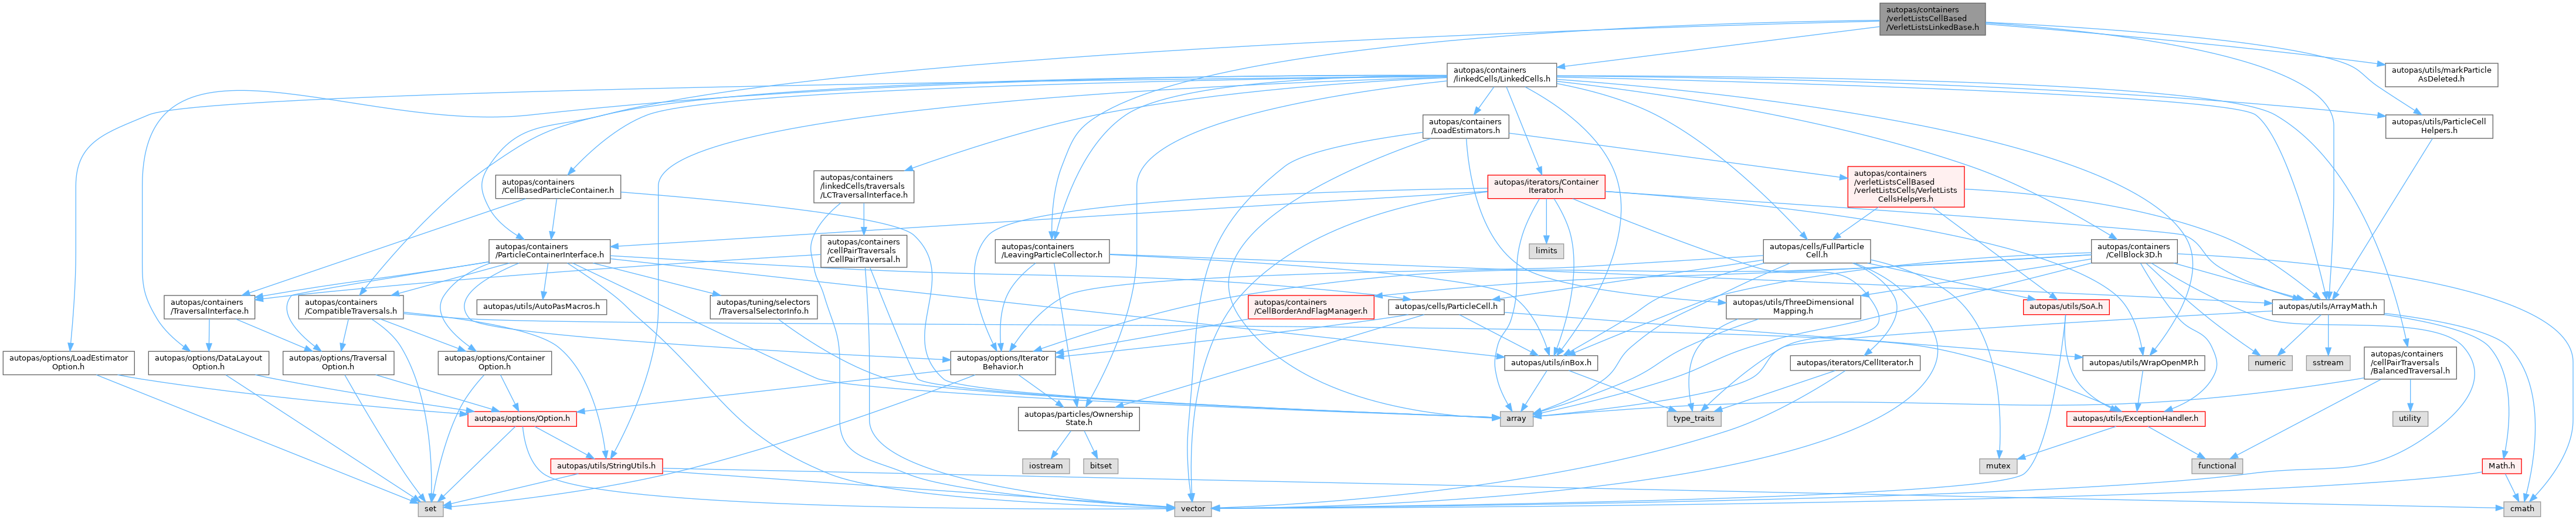 autopas/containers
/verletListsCellBased
/VerletListsLinkedBase.h
autopas/containers
/linkedCells/LinkedCells.h
autopas/utils/markParticle
AsDeleted.h
autopas/containers
/LoadEstimators.h
autopas/utils/ParticleCell
Helpers.h
autopas/containers
/CellBasedParticleContainer.h
autopas/containers
/linkedCells/traversals
/LCTraversalInterface.h
autopas/iterators/Container
Iterator.h
autopas/containers
/verletListsCellBased
/verletListsCells/VerletLists
CellsHelpers.h
autopas/containers
/ParticleContainerInterface.h
autopas/containers
/cellPairTraversals
/CellPairTraversal.h
autopas/containers
/LeavingParticleCollector.h
limits
autopas/cells/FullParticle
Cell.h
autopas/containers
/CellBlock3D.h
autopas/containers
/TraversalInterface.h
autopas/containers
/CompatibleTraversals.h
autopas/utils/AutoPasMacros.h
autopas/tuning/selectors
/TraversalSelectorInfo.h
autopas/containers
/CellBorderAndFlagManager.h
autopas/cells/ParticleCell.h
autopas/utils/ThreeDimensional
Mapping.h
autopas/utils/SoA.h
autopas/utils/ArrayMath.h
autopas/options/LoadEstimator
Option.h
autopas/options/DataLayout
Option.h
autopas/options/Traversal
Option.h
autopas/options/Container
Option.h
autopas/options/Iterator
Behavior.h
autopas/utils/inBox.h
autopas/iterators/CellIterator.h
autopas/utils/WrapOpenMP.h
numeric
sstream
autopas/containers
/cellPairTraversals
/BalancedTraversal.h
autopas/options/Option.h
autopas/particles/Ownership
State.h
array
type_traits
autopas/utils/ExceptionHandler.h
utility
autopas/utils/StringUtils.h
iostream
bitset
mutex
functional
Math.h
set
vector
cmath